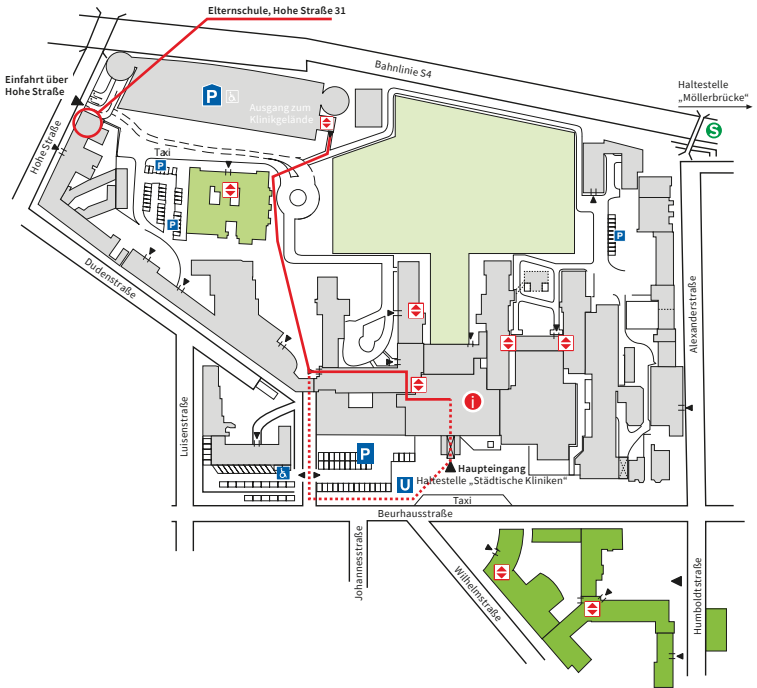 Elternschule, Hohe Straße 31
Bahnlinie S4
Einfahrt über
Hohe Straße
Haltestelle
„Möllerbrücke“
P
Ausgang zum
Klinikgelände
S
Hohe Straße
Taxi
P
P
P
Dudenstraße
Alexanderstraße
Luisenstraße
i
P
U
Haupteingang
Haltestelle „Städtische Kliniken“
Taxi
Beurhausstraße
Johannesstraße
Wilhelmstraße
Humboldtstraße